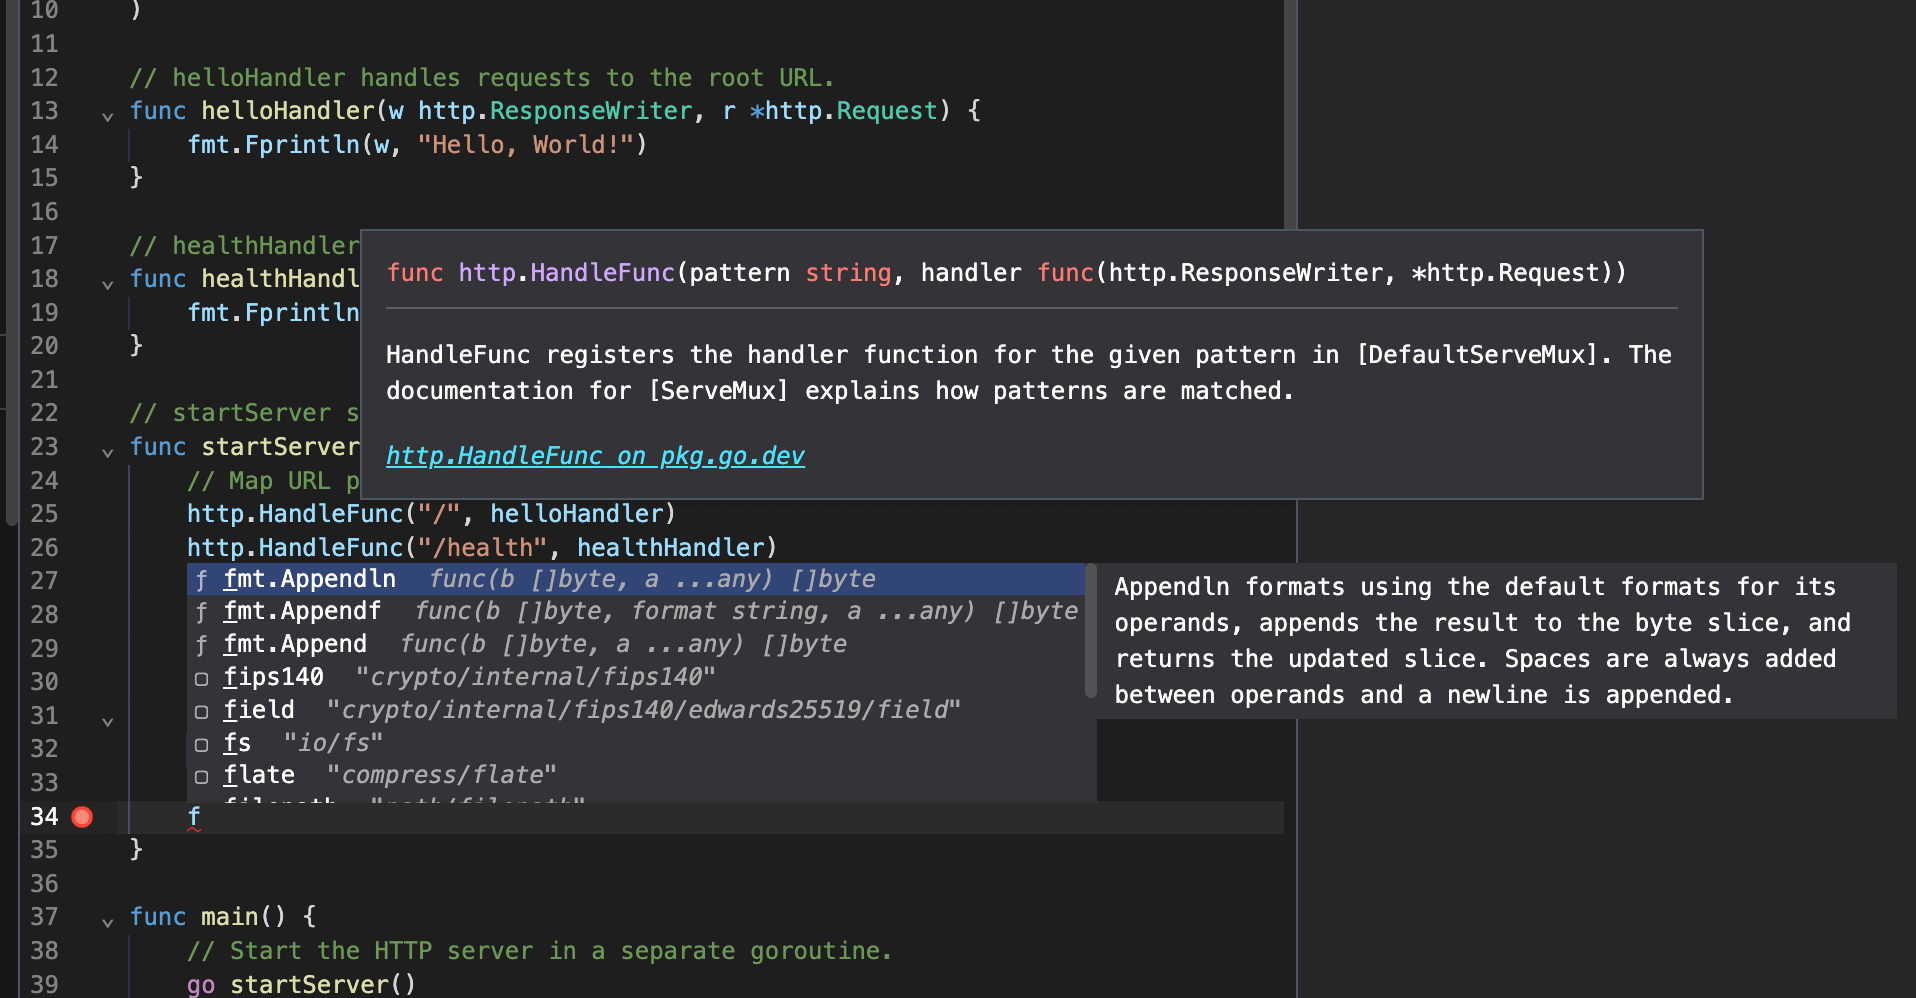 10 )
11
12 // helloHandler handles requests to the root URL.
13 func helloHandler(w http.ResponseWriter, r *http.Request) {
14 fmt.Fprintln(w, "Hello, World!")
15 }
16
17 // healthHandler
18 func healthHandl
19 fmt.Fprintln
20 }
21
22 // startServer s
23 func startServer
24 // Map URL p
func http.HandleFunc(pattern string, handler func(http.ResponseWriter, *http.Request))
HandleFunc registers the handler function for the given pattern in [DefaultServeMux]. The
documentation for [ServeMux] explains how patterns are matched.
http.HandleFunc on pkg.go.dev
25 http.HandleFunc("/", helloHandler)
26 http.HandleFunc("/health", healthHandler)
27
28
29
30
31
32
33
ƒ fmt.Appendln func(b []byte, a ...any) []byte
ƒ fmt.Appendf func(b []byte, format string, a ...any) []byte
ƒ fmt.Append func(b []byte, a ...any) []byte
fips140 "crypto/internal/fips140"
field "crypto/internal/fips140/edwards25519/field"
fs "io/fs"
flate "compress/flate"
filepath "path/filepath"
Appendln formats using the default formats for its
operands, appends the result to the byte slice, and
returns the updated slice. Spaces are always added
between operands and a newline is appended.
34 f
35 }
36
37 func main() {
38 // Start the HTTP server in a separate goroutine.
39 go startServer()